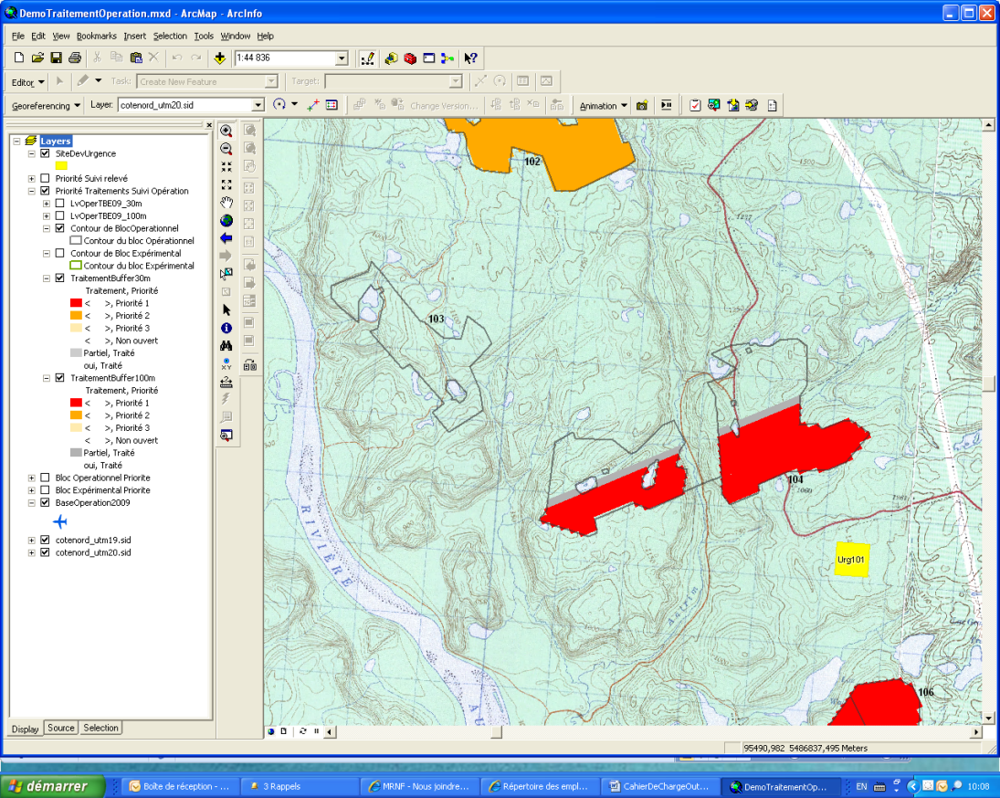 DemoTraitementOperation.mxd - ArcMap - ArcInfo
File Edit View Bookmarks Insert Selection Tools Window Help
1:44 836
Editor Task: Create New Feature Target:
Georeferencing Layer: cotenord_utm20.sid Change Version... Animation
Layers
SiteDevUrgence
Priorité Suivi relevé
Priorité Traitements Suivi Opération
LvOperTBE09_30m
LvOperTBE09_100m
Contour de BlocOperationnel
Contour du bloc Opérationnel
Contour de Bloc Expérimental
Contour du bloc Expérimental
TraitementBuffer30m
Traitement, Priorité
< >, Priorité 1
< >, Priorité 2
< >, Priorité 3
< >, Non ouvert
Partiel, Traité
oui, Traité
TraitementBuffer100m
Traitement, Priorité
< >, Priorité 1
< >, Priorité 2
< >, Priorité 3
< >, Non ouvert
Partiel, Traité
oui, Traité
Bloc Operationnel Priorite
Bloc Expérimental Priorite
BaseOperation2009
cotenord_utm19.sid
cotenord_utm20.sid
Display Source Selection
102
103
104
106
Urg101
RIVIÈRE
AU
1500
1237
1060
XY
95490,982 5486837,495 Meters
démarrer Boîte de réception - ... 3 Rappels MRNF - Nous joindre... Répertoire des empl... CahierDeChargeOut... DemoTraitementOp... EN 10:08